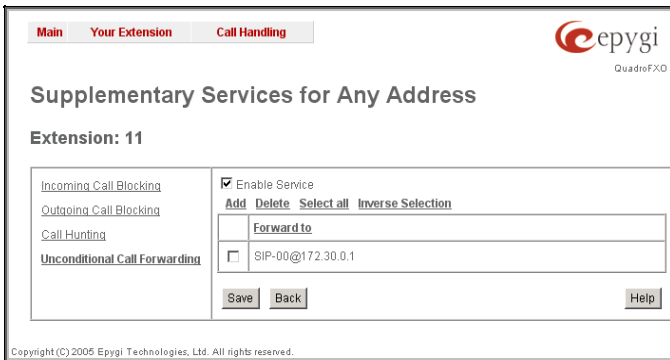 Main Your Extension Call Handling
epygi
QuadroFXO
Supplementary Services for Any Address
Extension: 11
Incoming Call Blocking
Outgoing Call Blocking
Call Hunting
Unconditional Call Forwarding
Enable Service
Add Delete Select all Inverse Selection
Forward to
SIP-00@172.30.0.1
Save Back Help
Copyright (C) 2005 Epygi Technologies, Ltd. All rights reserved.